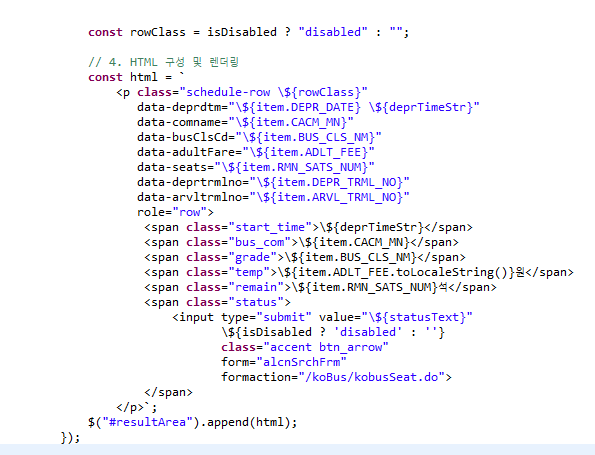 const rowClass = isDisabled ? "disabled" : "";
// 4. HTML 구성 및 렌더링
const html = `
<p class="schedule-row \${rowClass}"
data-deprdtm="\${item.DEPR_DATE} \${deprTimeStr}"
data-comname="\${item.CACM_MN}"
data-busClsCd="\${item.BUS_CLS_NM}"
data-adultFare="\${item.ADLT_FEE}"
data-seats="\${item.RMN_SATS_NUM}"
data-deprtrmlno="\${item.DEPR_TRML_NO}"
data-arvltrmlno="\${item.ARVL_TRML_NO}"
role="row">
<span class="start_time">\${deprTimeStr}</span>
<span class="bus_com">\${item.CACM_MN}</span>
<span class="grade">\${item.BUS_CLS_NM}</span>
<span class="temp">\${item.ADLT_FEE.toLocaleString()}원</span>
<span class="remain">\${item.RMN_SATS_NUM}석</span>
<span class="status">
<input type="submit" value="\${statusText}"
\${isDisabled ? 'disabled' : ''}
class="accent btn_arrow"
form="alcnSrchFrm"
formaction="/koBus/kobusSeat.do">
</span>
</p>`;
$("#resultArea").append(html);
});